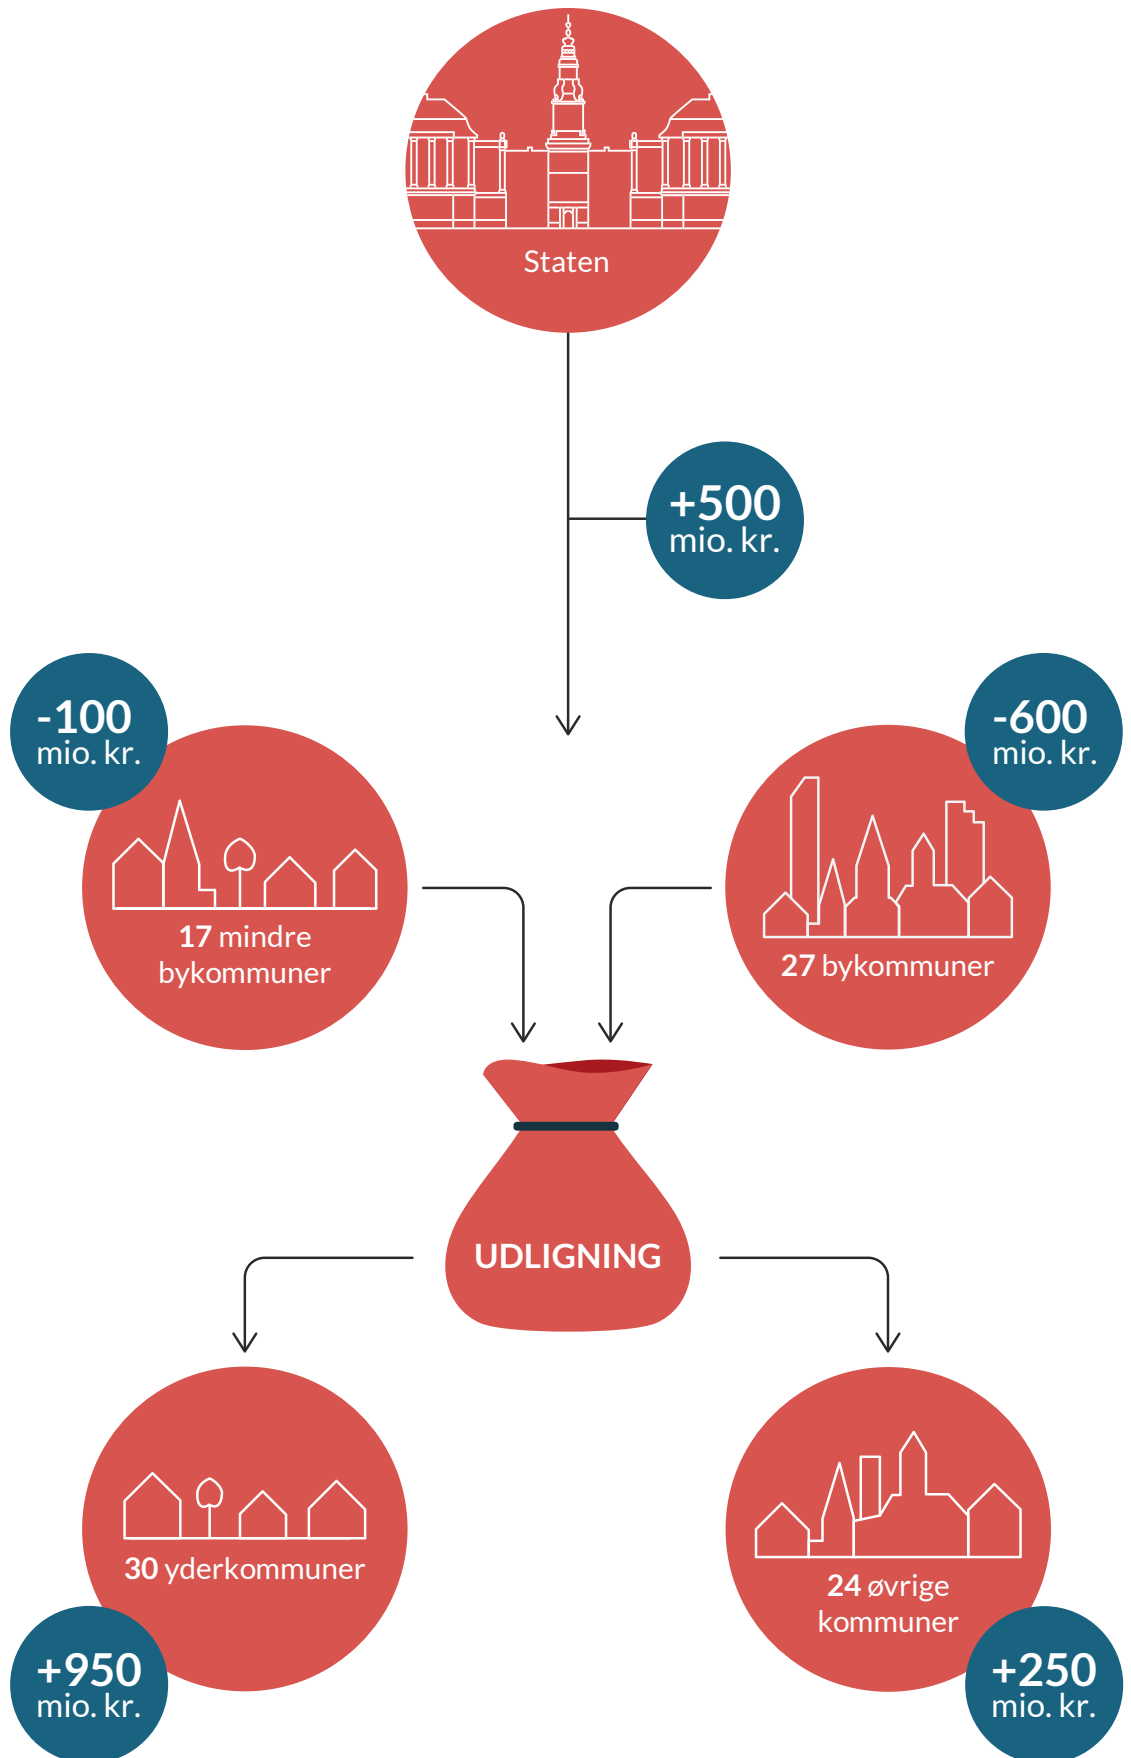 Staten
+500
mio. kr.
-100
mio. kr.
-600
mio. kr.
17 mindre
bykommuner
27 bykommuner
UDLIGNING
30 yderkommuner
24 øvrige
kommuner
+950
mio. kr.
+250
mio. kr.